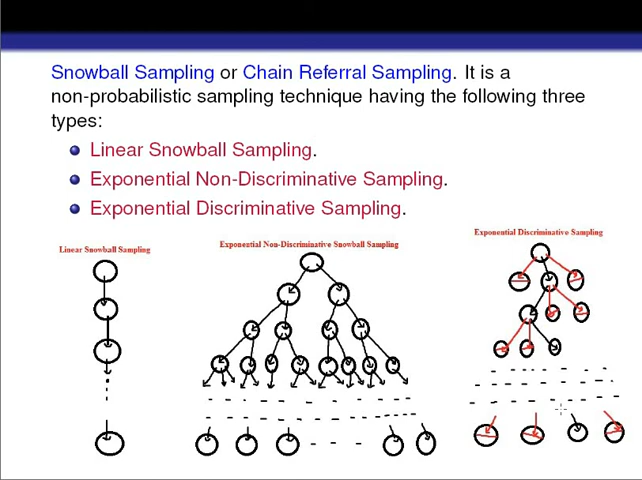 Snowball Sampling or Chain Referral Sampling. It is a
non-probabilistic sampling technique having the following three
types:
Linear Snowball Sampling.
Exponential Non-Discriminative Sampling.
Exponential Discriminative Sampling.
Linear Snowball Sampling
Exponential Non-Discriminative Snowball Sampling
Exponential Discriminative Sampling